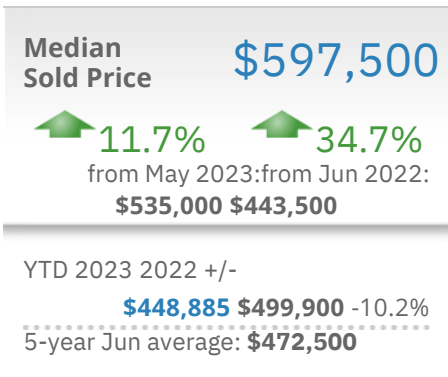 Median
Sold Price
$597,500
11.7% 34.7%
from May 2023:from Jun 2022:
$535,000 $443,500
YTD 2023 2022 +/-
$448,885 $499,900 -10.2%
5-year Jun average: $472,500